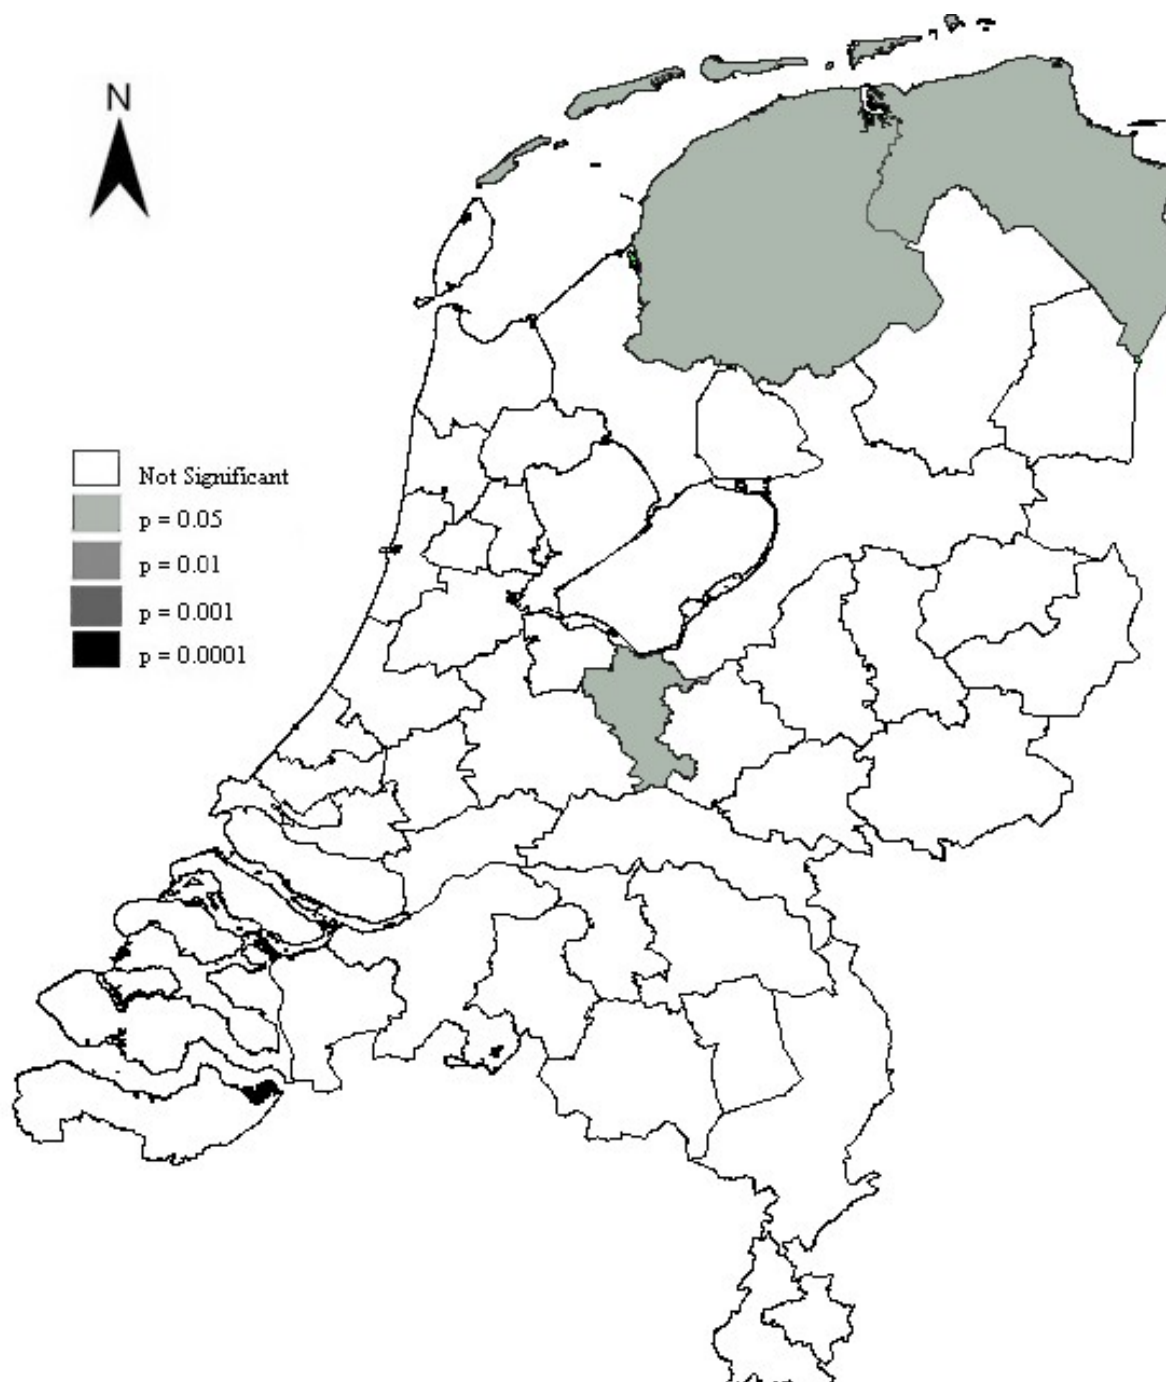 N
Not Significant
p = 0.05
p = 0.01
p = 0.001
p = 0.0001